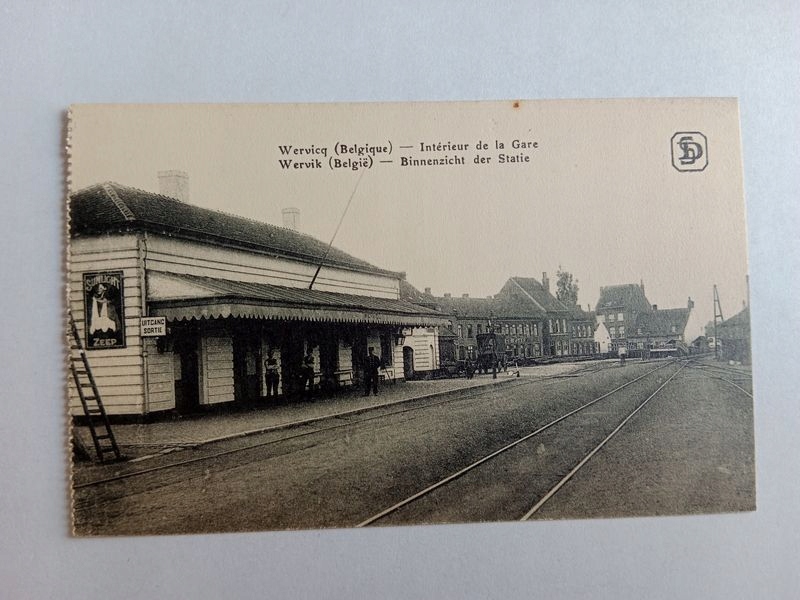 Wervicq (Belgique) — Intérieur de la Gare
Wervik (België) — Binnenzicht der Statie
SD
SUNLIGHT
ZEEP
UITGANG
SORTIE